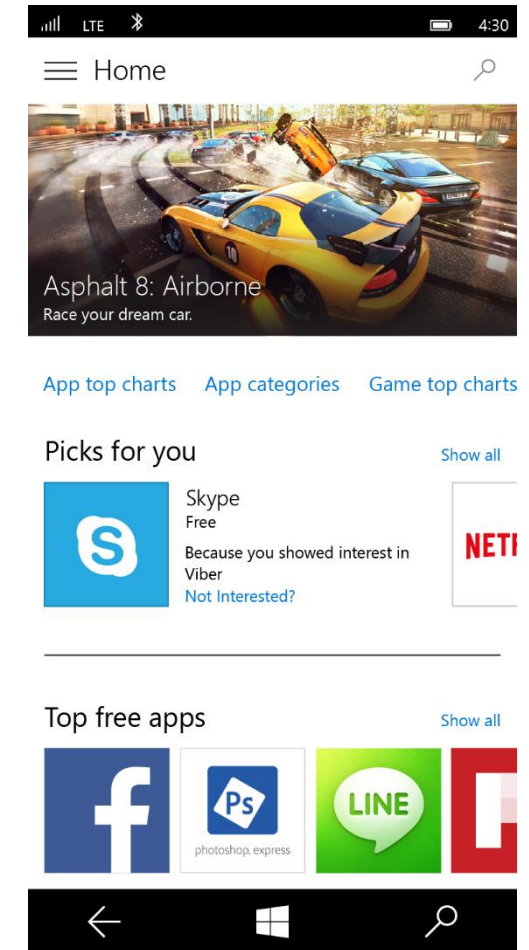 LTE 4:30
Home
10
Asphalt 8: Airborne
Race your dream car.
App top charts App categories Game top charts
Picks for you Show all
S
Skype
Free
Because you showed interest in
Viber
Not Interested?
NETF
Top free apps Show all
f
Ps
photoshop express
LINE